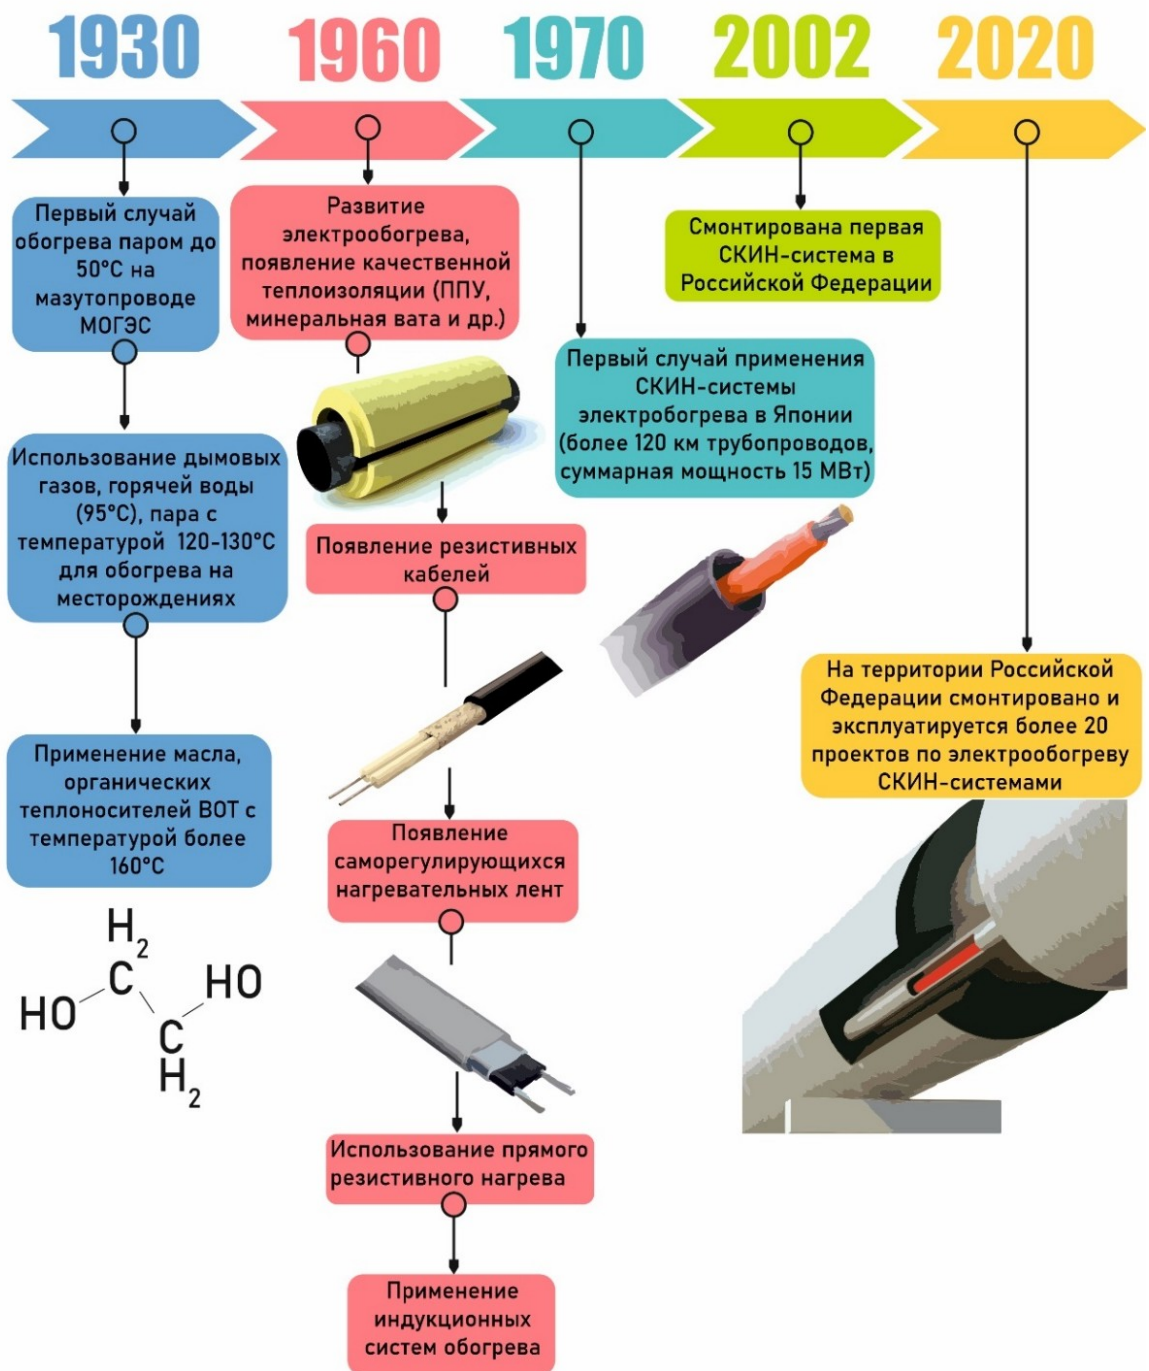 1930
1960
1970
2002
2020
Первый случай
обогрева паром до
50°C на
мазутопроводе
МОГЭС
Использование дымовых
газов, горячей воды
(95°C), пара с
температурой 120-130°C
для обогрева на
месторождениях
Применение масла,
органических
теплоносителей ВОТ с
температурой более
160°C
H2
C
HO
HO
C
H2
Развитие
электрообогрева,
появление качественной
теплоизоляции (ППУ,
минеральная вата и др.)
Появление резистивных
кабелей
Появление
саморегулирующихся
нагревательных лент
Использование прямого
резистивного нагрева
Применение
индукционных
систем обогрева
Первый случай применения
СКИН-системы
электробогрева в Японии
(более 120 км трубопроводов,
суммарная мощность 15 МВт)
Смонтирована первая
СКИН-система в
Российской Федерации
На территории Российской
Федерации смонтировано и
эксплуатируется более 20
проектов по электрообогреву
СКИН-системами